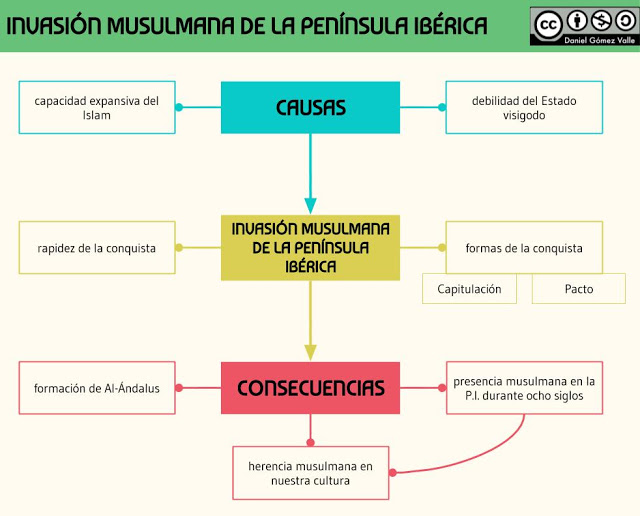 INVASIÓN MUSULMANA DE LA PENÍNSULA IBÉRICA
cc
Daniel Gómez Valle
capacidad expansiva del
Islam
CAUSAS
debilidad del Estado
visigodo
rapidez de la conquista
INVASIÓN MUSULMANA
DE LA PENÍNSULA
IBÉRICA
formas de la conquista
Capitulación
Pacto
formación de Al-Ándalus
CONSECUENCIAS
presencia musulmana en la
P.I. durante ocho siglos
herencia musulmana en
nuestra cultura